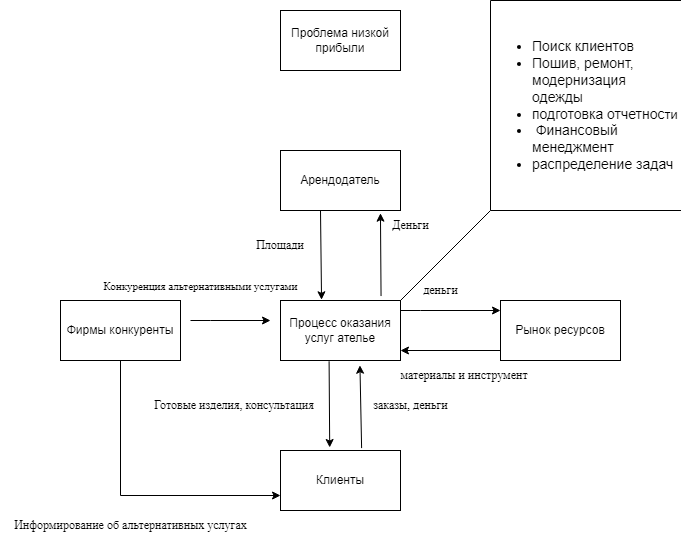 Проблема низкой
прибыли
• Поиск клиентов
• Пошив, ремонт,
модернизация
одежды
• подготовка отчетности
• Финансовый
менеджмент
• распределение задач
Арендодатель
Площади
Деньги
Конкуренция альтернативными услугами
деньги
Фирмы конкуренты
Процесс оказания
услуг ателье
Рынок ресурсов
материалы и инструмент
Готовые изделия, консультация
заказы, деньги
Клиенты
Информирование об альтернативных услугах